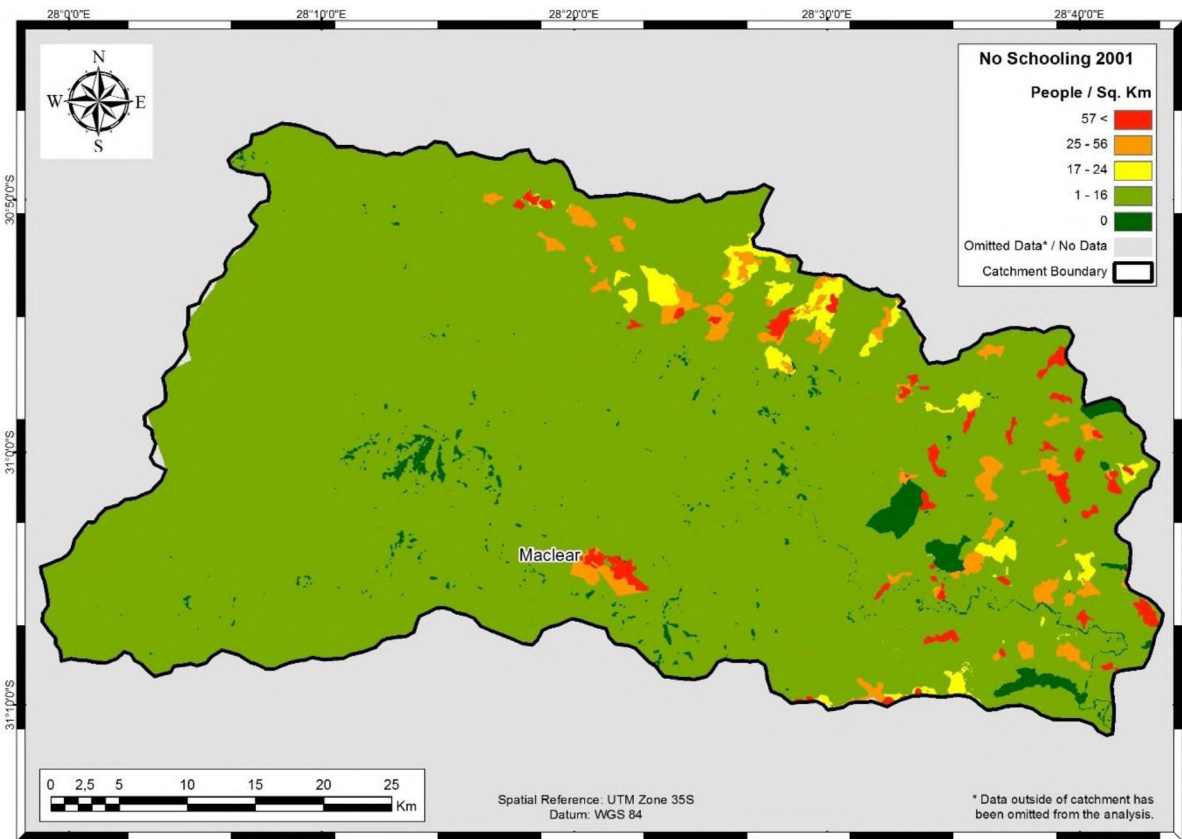 28°0'0"E
28°10'0"E
28°20'0"E
28°30'0"E
28°40'0"E
N
W
E
S
No Schooling 2001
People / Sq. Km
57 <
25 - 56
17 - 24
1 - 16
0
Omitted Data* / No Data
Catchment Boundary
30°50'0"S
31°0'0"S
Maclear
31°10'0"S
0 2,5 5 10 15 20 25
Km
Spatial Reference: UTM Zone 35S
Datum: WGS 84
* Data outside of catchment has
been omitted from the analysis.